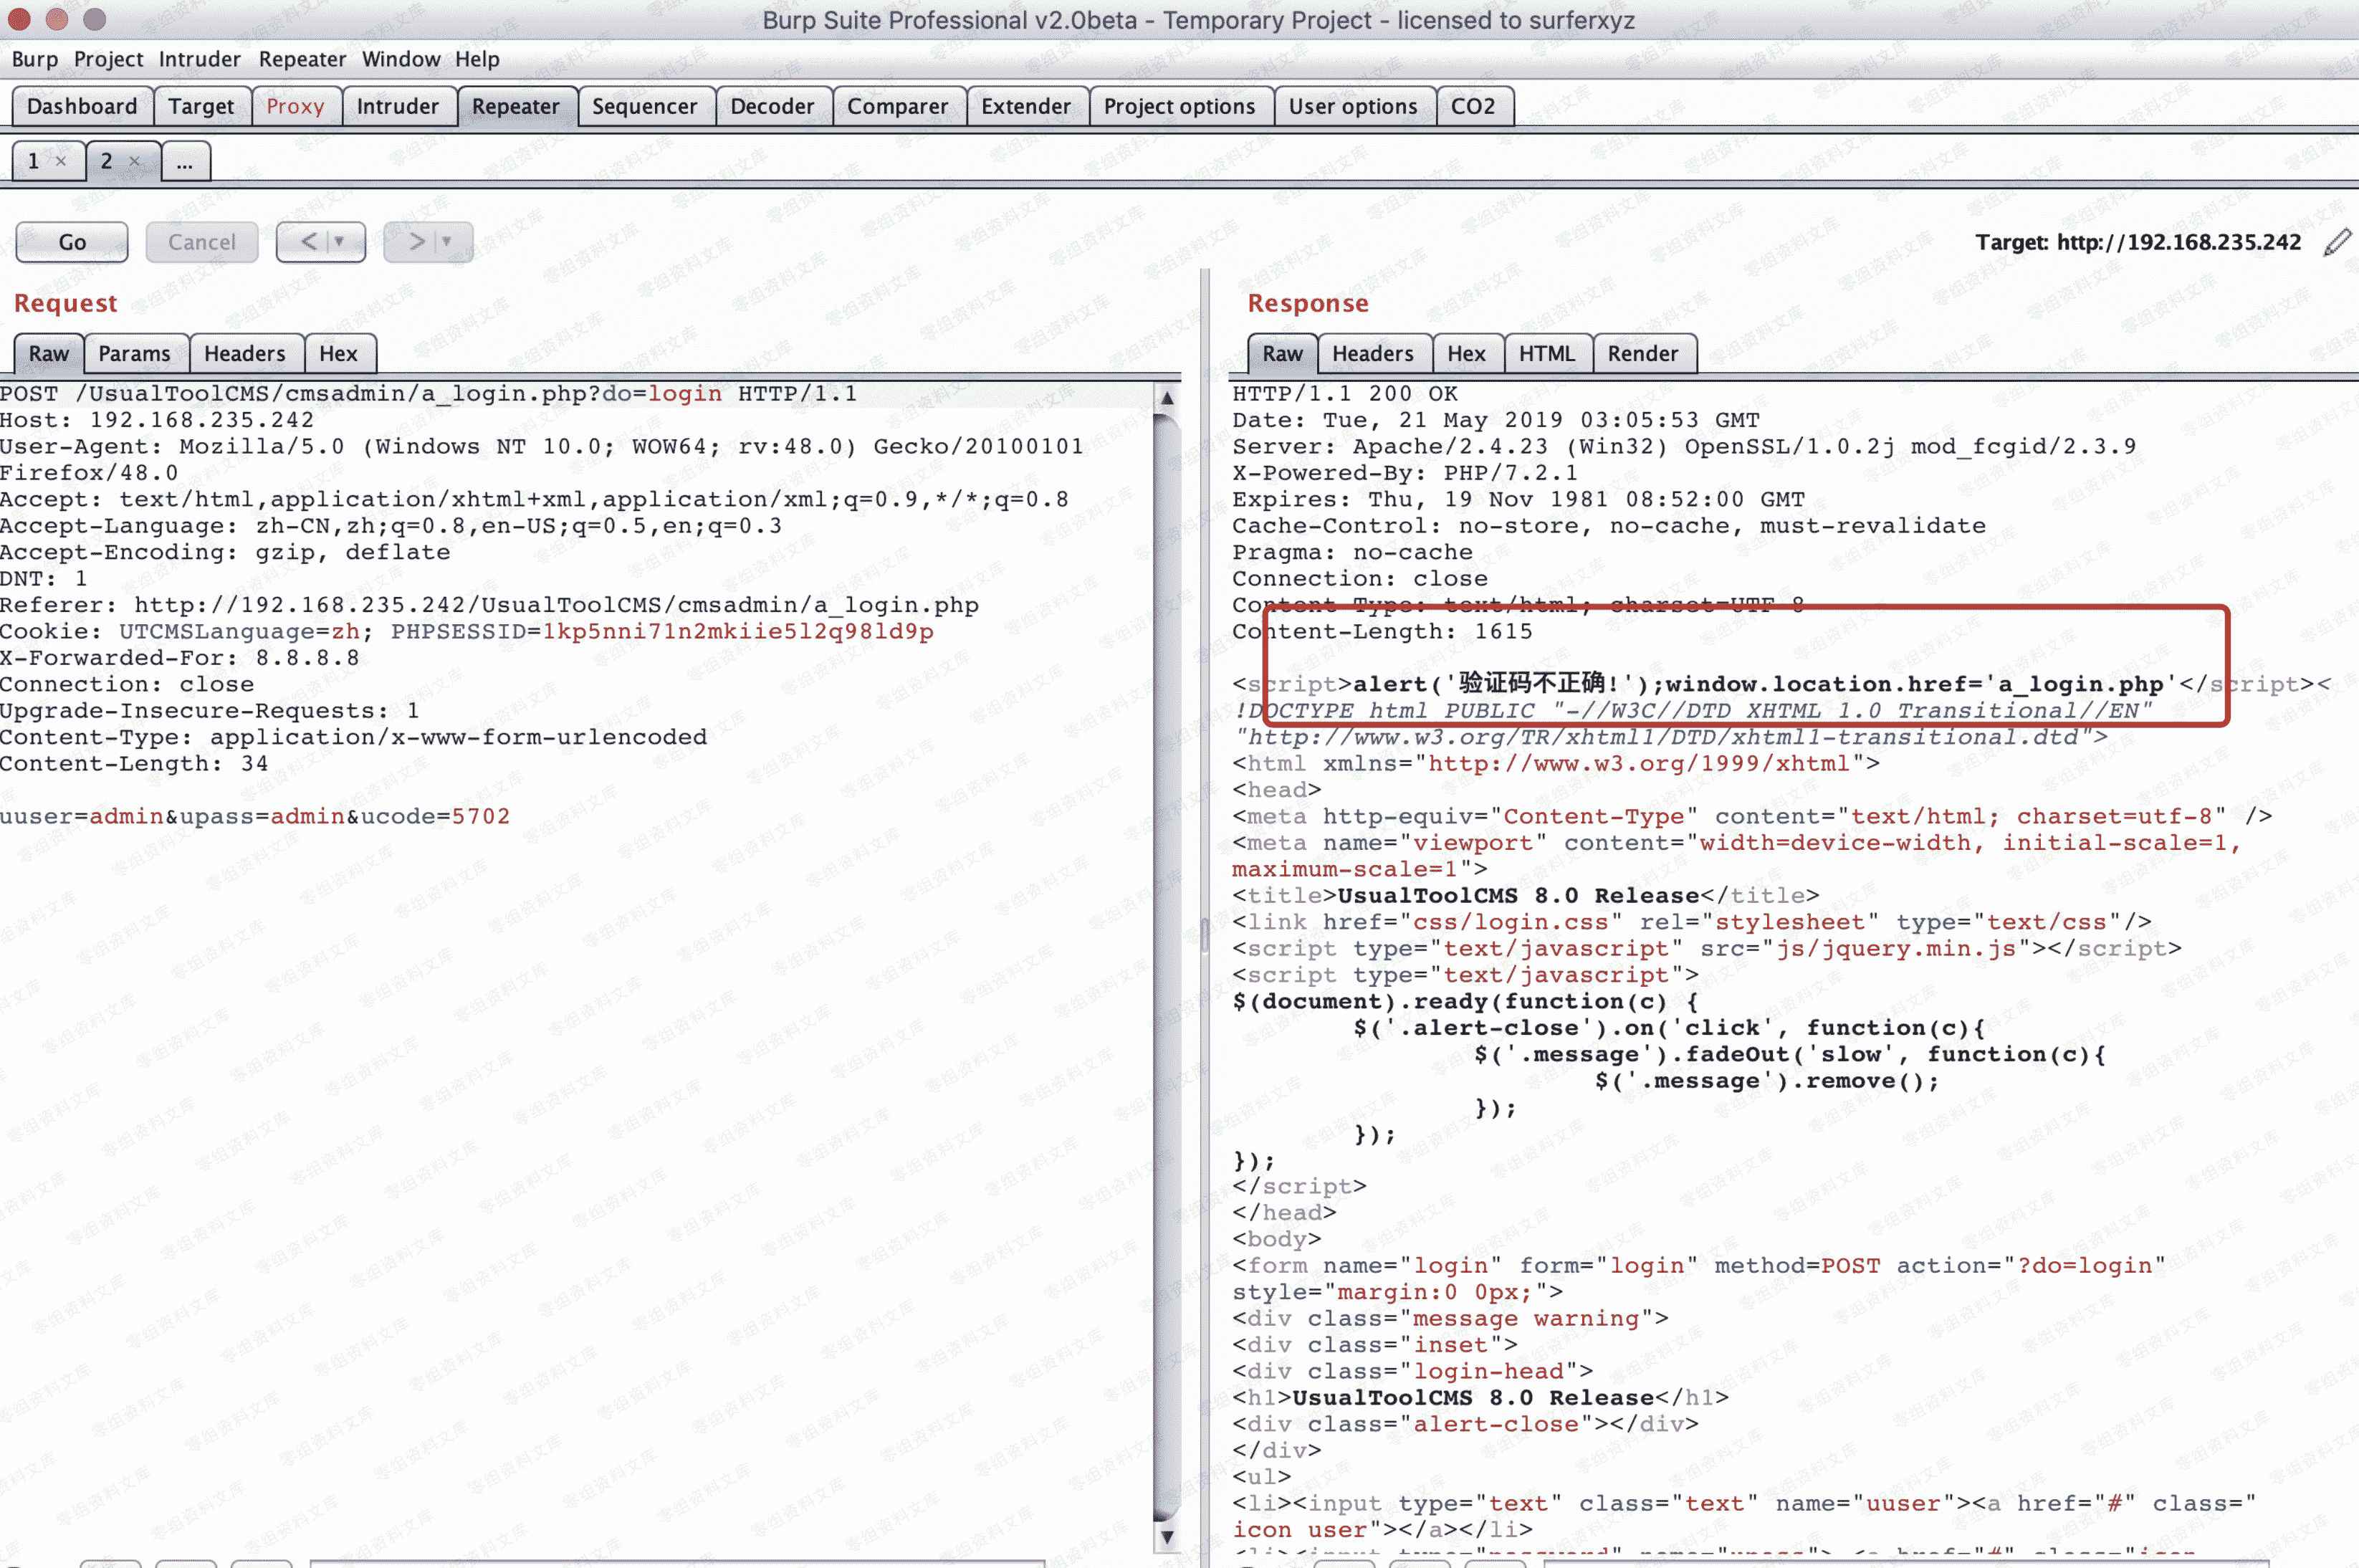 Burp Suite Professional v2.0beta - Temporary Project - licensed to surferxyz
Burp Project Intruder Repeater Window Help
Dashboard Target Proxy Intruder Repeater Sequencer Decoder Comparer Extender Project options User options CO2
1 × 2 × ...
Go Cancel < > Target: http://192.168.235.242
Request
Raw Params Headers Hex
POST /UsualToolCMS/cmsadmin/a_login.php?do=login HTTP/1.1
Host: 192.168.235.242
User-Agent: Mozilla/5.0 (Windows NT 10.0; WOW64; rv:48.0) Gecko/20100101
Firefox/48.0
Accept: text/html,application/xhtml+xml,application/xml;q=0.9,*/*;q=0.8
Accept-Language: zh-CN,zh;q=0.8,en-US;q=0.5,en;q=0.3
Accept-Encoding: gzip, deflate
DNT: 1
Referer: http://192.168.235.242/UsualToolCMS/cmsadmin/a_login.php
Cookie: UTCMSLanguage=zh; PHPSESSID=1kp5nni71n2mkiie5l2q98ld9p
X-Forwarded-For: 8.8.8.8
Connection: close
Upgrade-Insecure-Requests: 1
Content-Type: application/x-www-form-urlencoded
Content-Length: 34
uuser=admin&upass=admin&ucode=5702
Response
Raw Headers Hex HTML Render
HTTP/1.1 200 OK
Date: Tue, 21 May 2019 03:05:53 GMT
Server: Apache/2.4.23 (Win32) OpenSSL/1.0.2j mod_fcgid/2.3.9
X-Powered-By: PHP/7.2.1
Expires: Thu, 19 Nov 1981 08:52:00 GMT
Cache-Control: no-store, no-cache, must-revalidate
Pragma: no-cache
Connection: close
Content-Type: text/html; charset=UTF-8
Content-Length: 1615
<script>alert('验证码不正确!');window.location.href='a_login.php'</script><
!DOCTYPE html PUBLIC "-//W3C//DTD XHTML 1.0 Transitional//EN"
"http://www.w3.org/TR/xhtml1/DTD/xhtml1-transitional.dtd">
<html xmlns="http://www.w3.org/1999/xhtml">
<head>
<meta http-equiv="Content-Type" content="text/html; charset=utf-8" />
<meta name="viewport" content="width=device-width, initial-scale=1,
maximum-scale=1">
<title>UsualToolCMS 8.0 Release</title>
<link href="css/login.css" rel="stylesheet" type="text/css"/>
<script type="text/javascript" src="js/jquery.min.js"></script>
<script type="text/javascript">
$(document).ready(function(c) {
$('.alert-close').on('click', function(c){
$('.message').fadeOut('slow', function(c){
$('.message').remove();
});
});
});
</script>
</head>
<body>
<form name="login" form="login" method=POST action="?do=login"
style="margin:0 0px;">
<div class="message warning">
<div class="inset">
<div class="login-head">
<h1>UsualToolCMS 8.0 Release</h1>
<div class="alert-close"></div>
</div>
<ul>
<li><input type="text" class="text" name="uuser"><a href="#" class="
icon user"></a></li>
零组资料文库